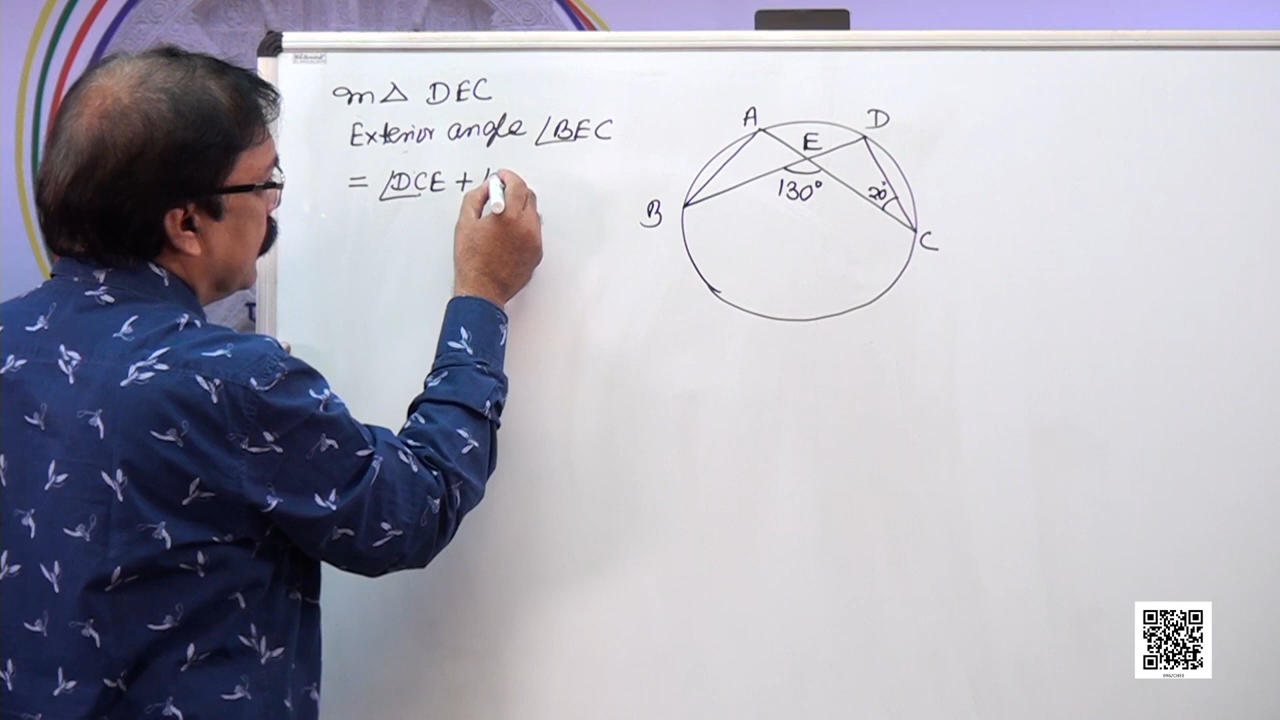 In △ DEC
Exterior angle ∠BEC
= ∠DCE + ∠
A
D
E
130°
20°
B
C